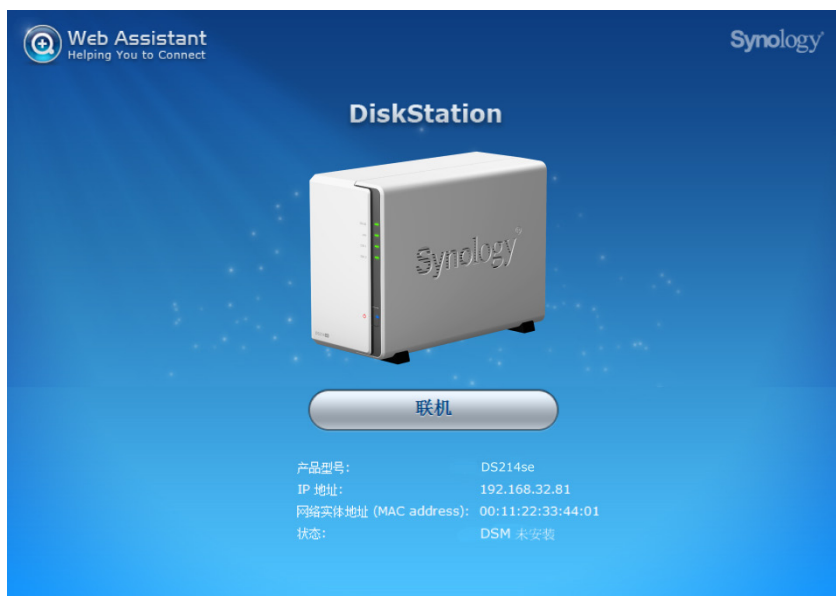 Web Assistant
Helping You to Connect
Synology
DiskStation
Synology
联机
产品型号: DS214se
IP 地址: 192.168.32.81
网络实体地址 (MAC address): 00:11:22:33:44:01
状态: DSM 未安装